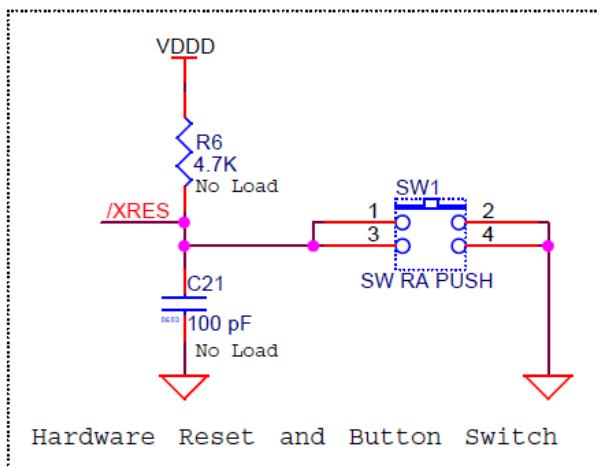 VDDD
R6
4.7K
No Load
/XRES
SW1
1
2
3
4
SW RA PUSH
C21
0603
100 pF
No Load
Hardware Reset and Button Switch